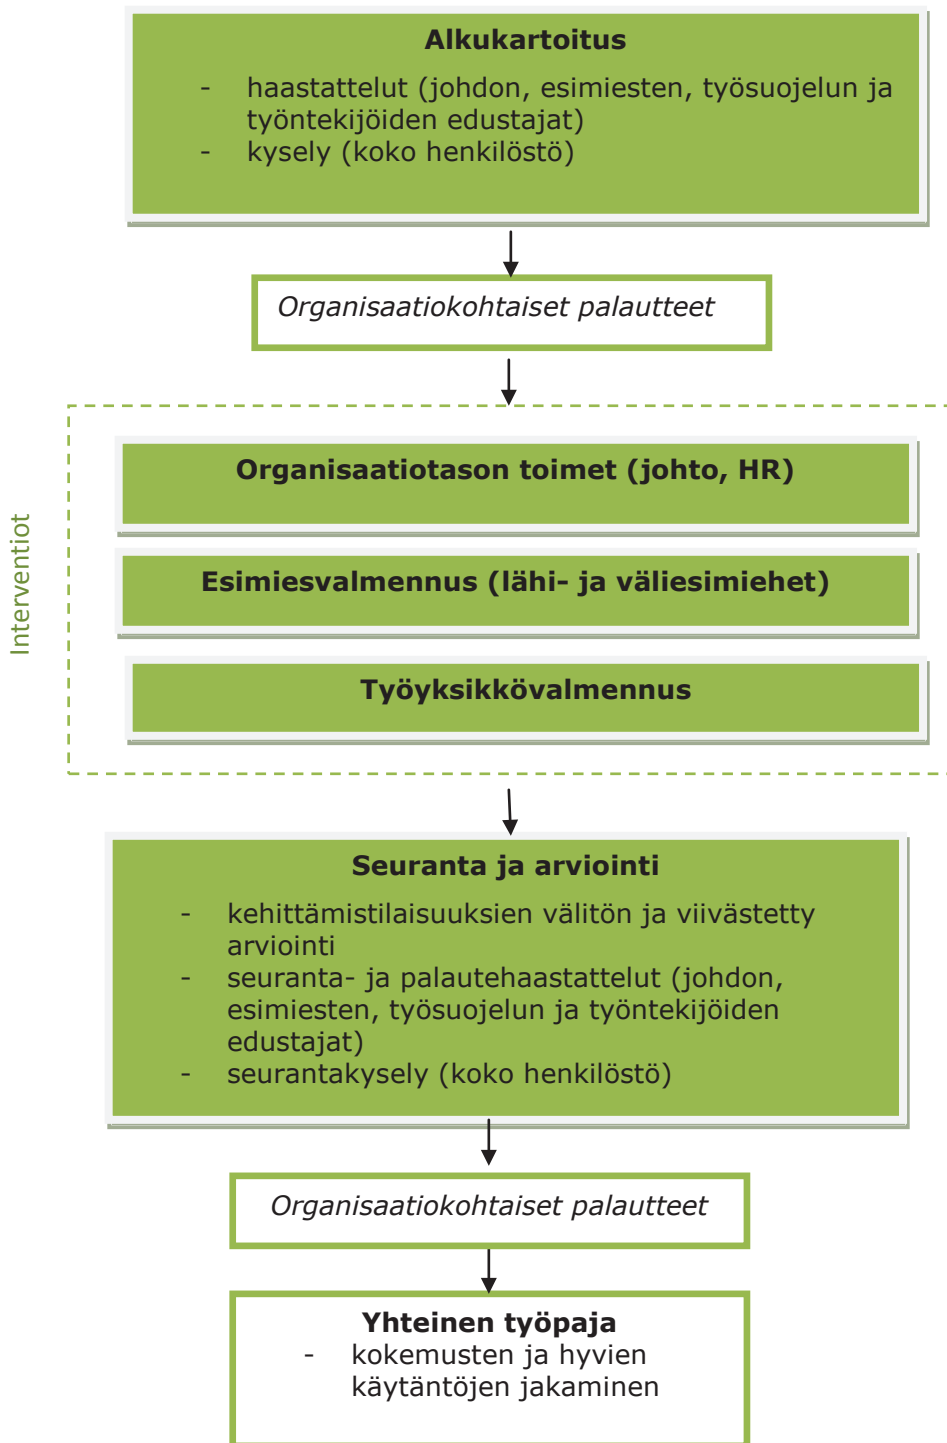 Alkukartoitus
- haastattelut (johdon, esimiesten, työsuojelun ja
työntekijöiden edustajat)
- kysely (koko henkilöstö)
Organisaatiokohtaiset palautteet
Interventiot
Organisaatiotason toimet (johto, HR)
Esimiesvalmennus (lähi- ja väliesimiehet)
Työyksikkövalmennus
Seuranta ja arviointi
- kehittämistilaisuuksien välitön ja viivästetty
arviointi
- seuranta- ja palautehaastattelut (johdon,
esimiesten, työsuojelun ja työntekijöiden
edustajat)
- seurantakysely (koko henkilöstö)
Organisaatiokohtaiset palautteet
Yhteinen työpaja
- kokemusten ja hyvien
käytäntöjen jakaminen